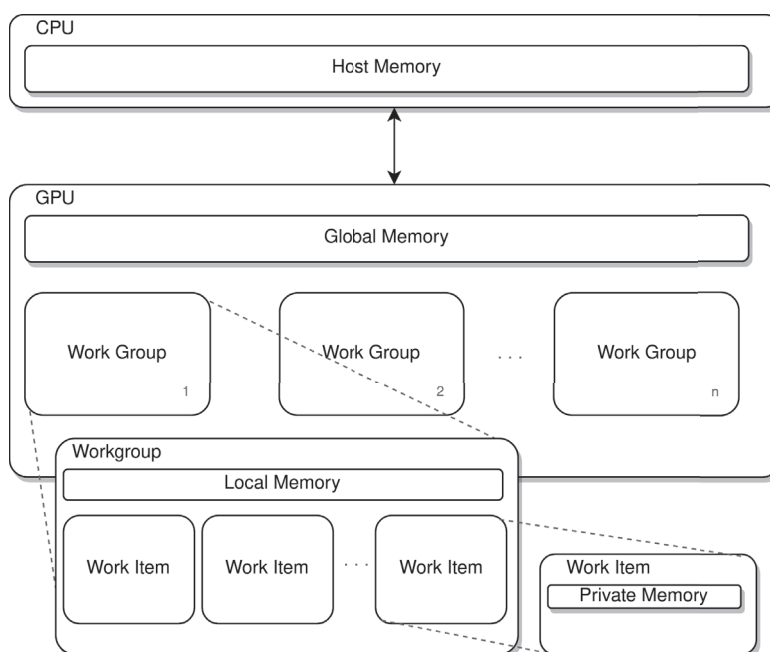 CPU
Host Memory
GPU
Global Memory
Work Group
1
Work Group
2
. . .
Work Group
n
Workgroup
Local Memory
Work Item
Work Item
. . .
Work Item
Work Item
Private Memory